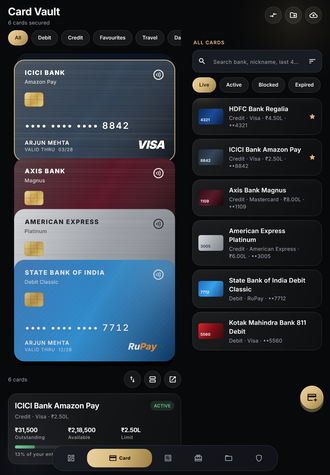 Card Vault
6 cards secured
All
Debit
Credit
Favourites
Travel
ICICI BANK
Amazon Pay
•••• •••• •••• 8842
ARJUN MEHTA
VALID THRU 03/28
VISA
AXIS BANK
Magnus
AMERICAN EXPRESS
Platinum
STATE BANK OF INDIA
Debit Classic
•••• •••• •••• 7712
ARJUN MEHTA
RuPay
6 cards
ICICI Bank Amazon Pay
ACTIVE
Credit · Visa · ₹2.50L
₹31,500
₹2,18,500
₹2.50L
Outstanding
Available
Limit
13% of your
Card
ALL CARDS
Search bank, nickname, last 4...
Live
Active
Blocked
Expired
4321
HDFC Bank Regalia
Credit · Visa · ₹4.50L ·
••4321
8842
ICICI Bank Amazon Pay
Credit · Visa · ₹2.50L ·
••8842
1109
Axis Bank Magnus
Credit · Mastercard · ₹8.00L ·
••1109
3005
American Express
Platinum
Credit · American Express ·
₹6.00L · ••3005
7712
State Bank of India Debit
Classic
Debit · RuPay · ••7712
5560
Kotak Mahindra Bank 811
Debit
Debit · Visa · ••5560